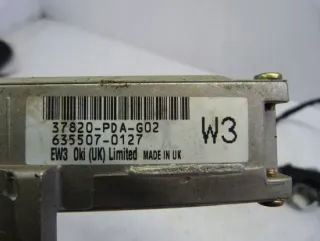 37820-PDA-G02
635507-0127
EW3 Oki (UK) Limited MADE IN UK
W3